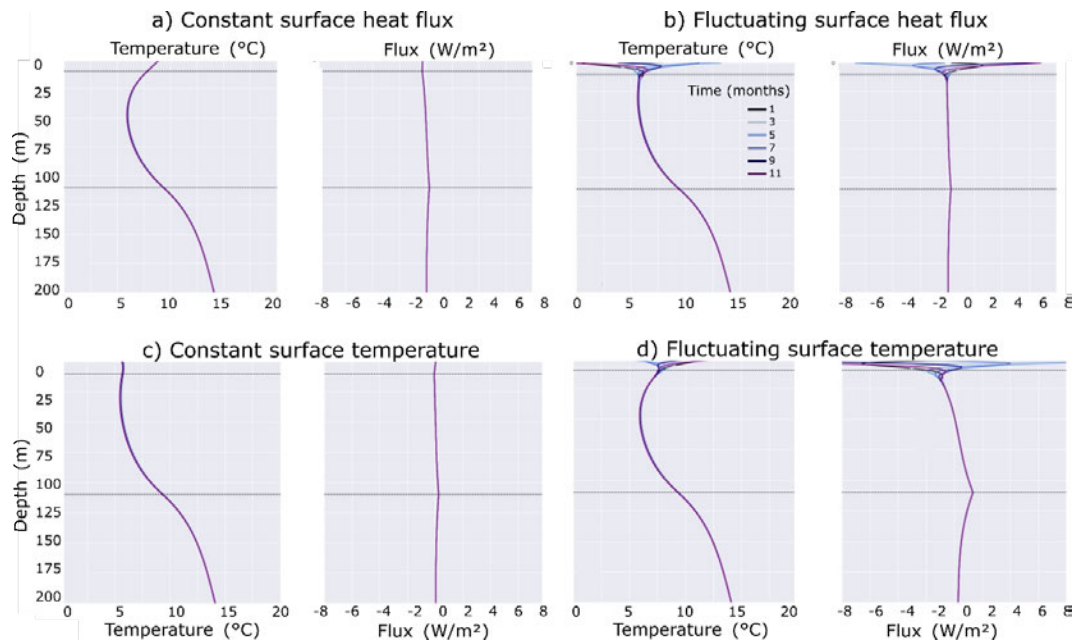 a) Constant surface heat flux
b) Fluctuating surface heat flux
Temperature (°C)
Flux (W/m²)
Temperature (°C)
Flux (W/m²)
0
25
50
75
100
125
150
175
200
Depth (m)
Time (months)
1
3
5
7
9
11
0 5 10 15 20
-8 -6 -4 -2 0 2 4 6 8
0 5 10 15 20
-8 -6 -4 -2 0 2 4 6 8
c) Constant surface temperature
d) Fluctuating surface temperature
0
25
50
75
100
125
150
175
200
Depth (m)
0 5 10 15 20
-8 -6 -4 -2 0 2 4 6 8
0 5 10 15 20
-8 -6 -4 -2 0 2 4 6 8
Temperature (°C)
Flux (W/m²)
Temperature (°C)
Flux (W/m²)